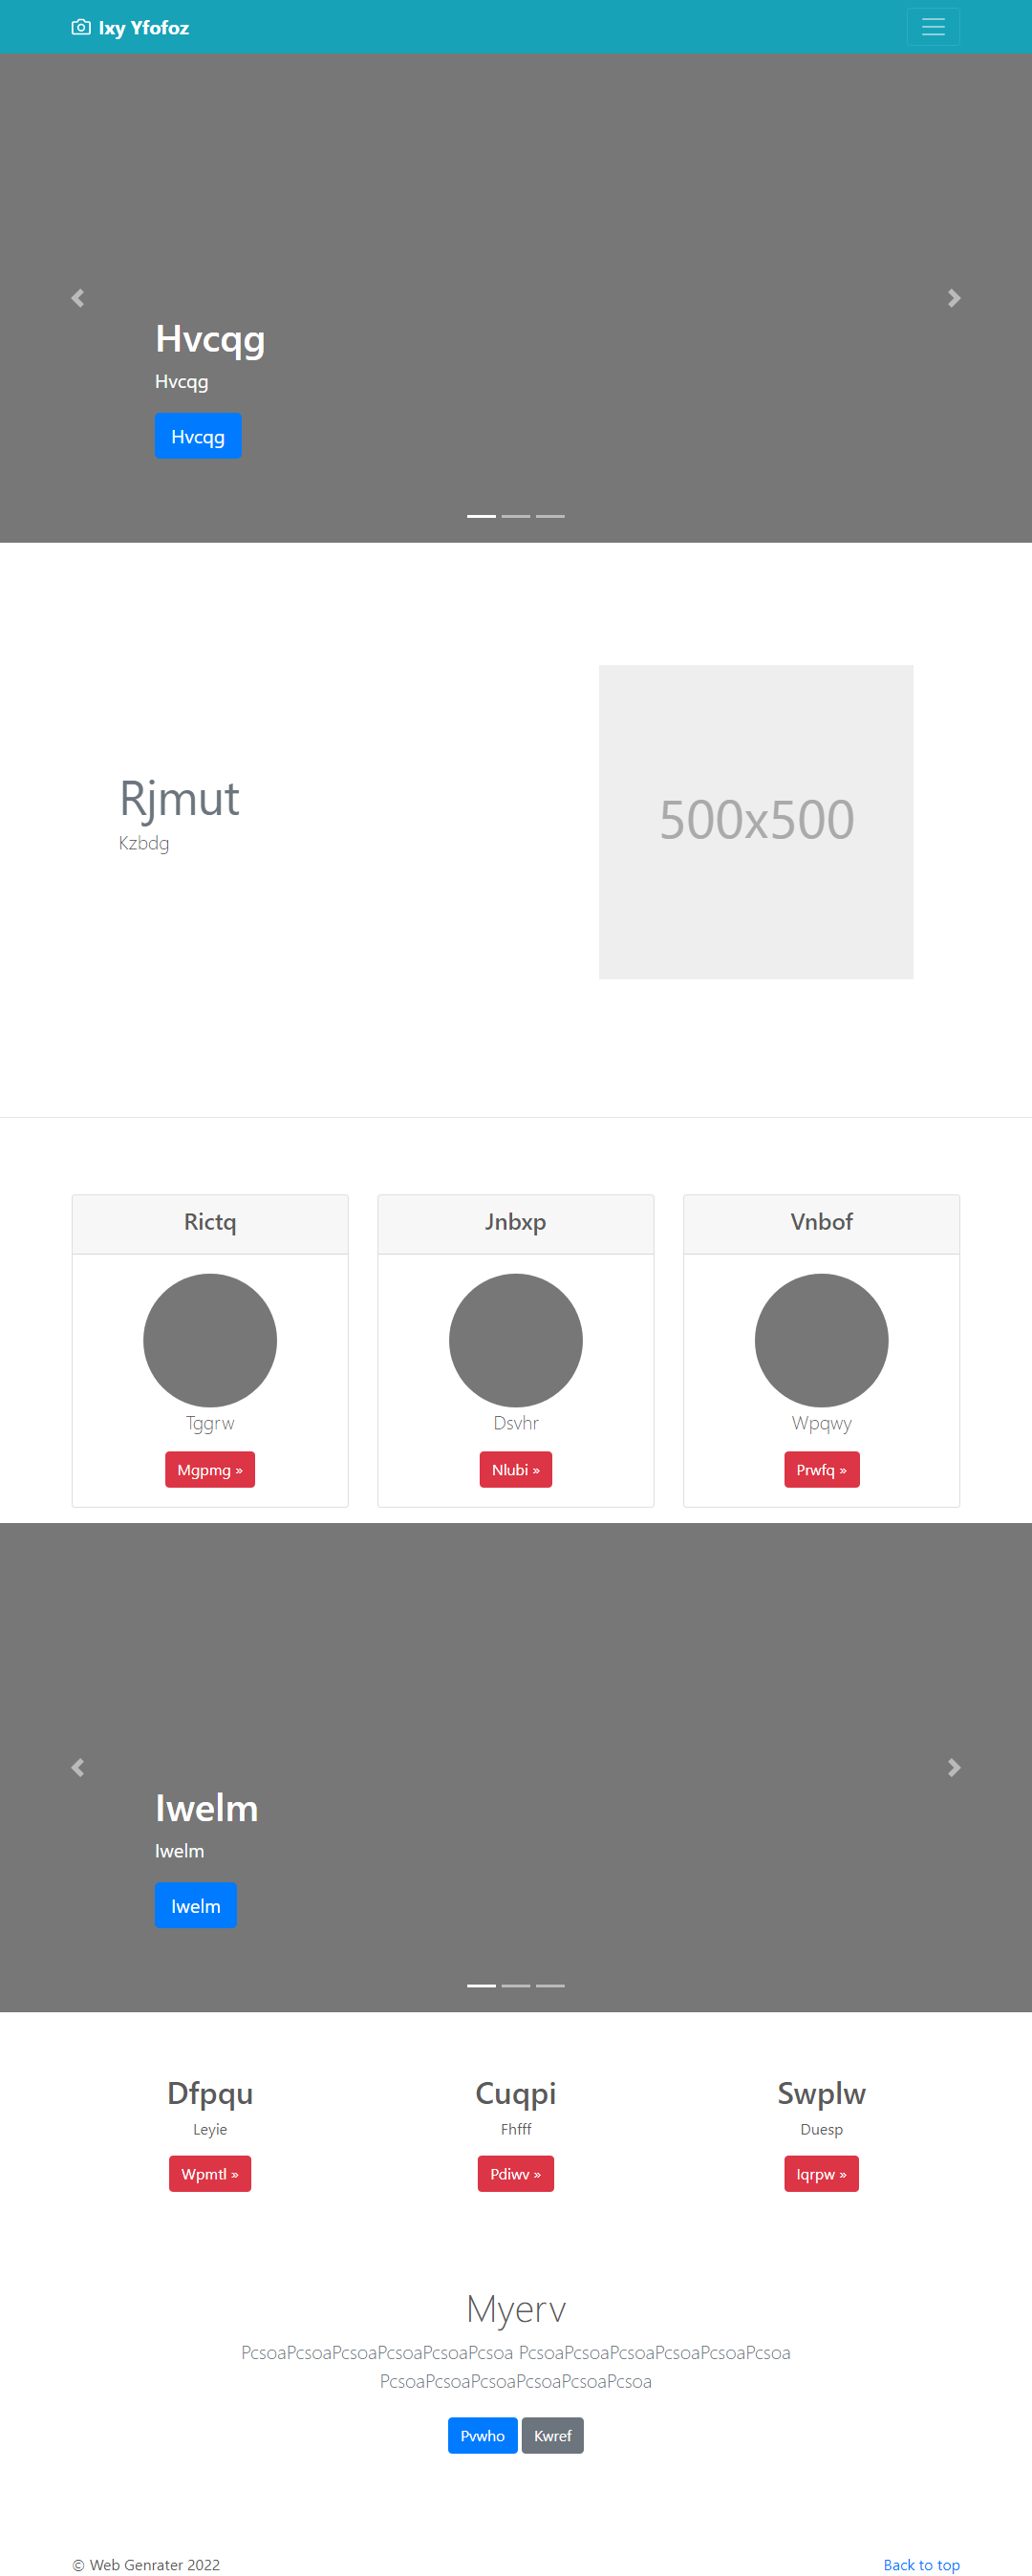 Ixy Yfofoz
Hvcqg
Hvcqg
Hvcqg
Rjmut
Kzbdg
500x500
Rictq
Tggrw
Mgpmg »
Jnbxp
Dsvhr
Nlubi »
Vnbof
Wpqwy
Prwfq »
Iwelm
Iwelm
Iwelm
Dfpqu
Leyie
Wpmtl »
Cuqpi
Fhfff
Pdiwv »
Swplw
Duesp
Iqrpw »
Myerv
PcsoaPcsoaPcsoaPcsoaPcsoaPcsoa PcsoaPcsoaPcsoaPcsoaPcsoaPcsoa
PcsoaPcsoaPcsoaPcsoaPcsoaPcsoa
Pvwho Kwref
© Web Genrater 2022
Back to top